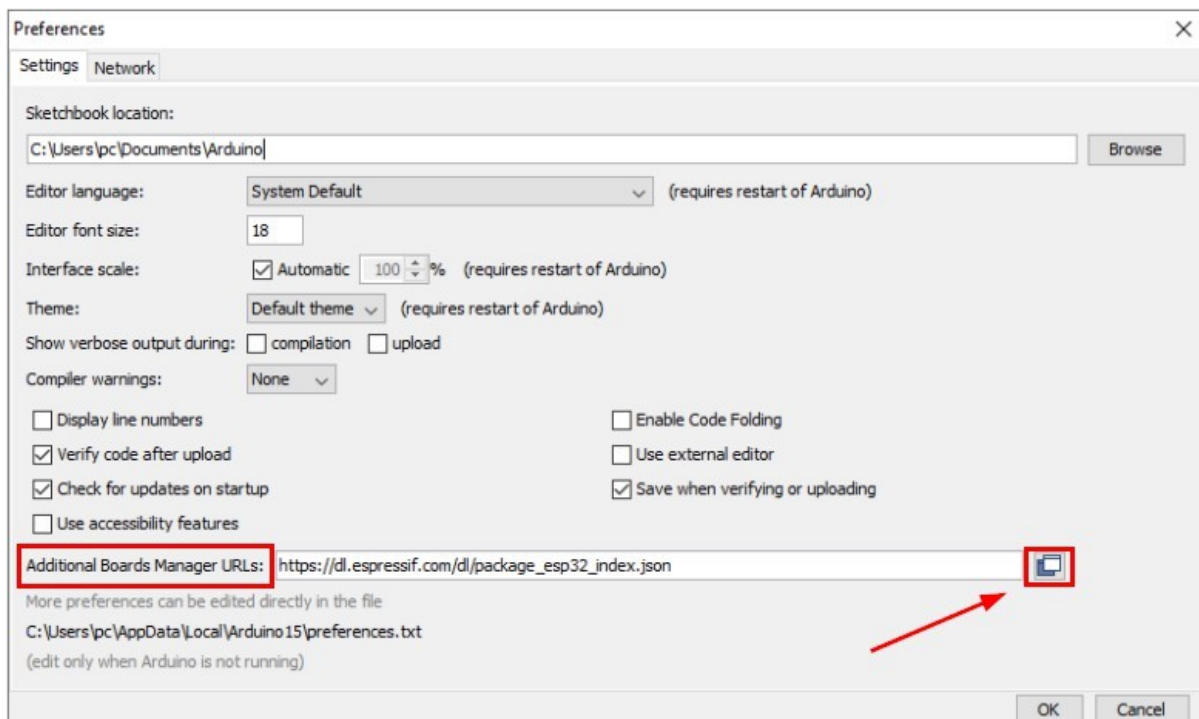 Preferences
Settings Network
Sketchbook location:
C:\Users\pc\Documents\Arduino Browse
Editor language: System Default (requires restart of Arduino)
Editor font size: 18
Interface scale: Automatic 100 % (requires restart of Arduino)
Theme: Default theme (requires restart of Arduino)
Show verbose output during: compilation upload
Compiler warnings: None
Display line numbers Enable Code Folding
Verify code after upload Use external editor
Check for updates on startup Save when verifying or uploading
Use accessibility features
Additional Boards Manager URLs: https://dl.espressif.com/dl/package_esp32_index.json
More preferences can be edited directly in the file
C:\Users\pc\AppData\Local\Arduino15\preferences.txt
(edit only when Arduino is not running)
OK Cancel